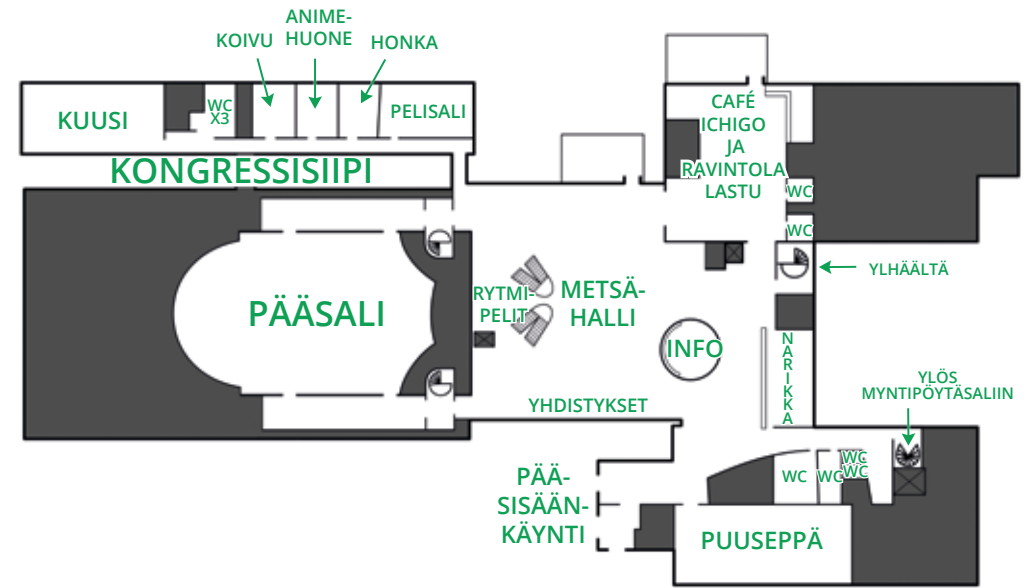 ANIME-
HUONE
KOIVU
HONKA
KUUSI
WC
X3
PELISALI
KONGRESSISIIPI
CAFÉ
ICHIGO
JA
RAVINTOLA
LASTU
WC
WC
YLHÄÄLTÄ
PÄÄSALI
RYTMI-
PELIT
METSÄ-
HALLI
INFO
NARIKKA
YLÖS
MYNTIPÖYTÄSALIIN
YHDISTYKSET
PÄÄ-
SISÄÄN-
KÄYNTI
WC
WC
WC
WC
PUUSEPPÄ